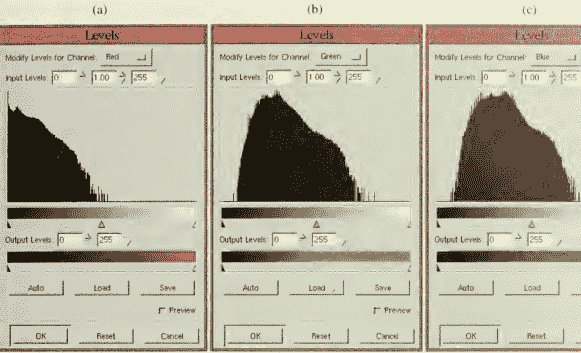 (a)
Levels
Modify Levels for Channel: Red
Input Levels: 0 1.00 255
Output Levels: 0 255
Auto Load Save
Preview
OK Reset Cancel
(b)
Levels
Modify Levels for Channel: Green
Input Levels: 0 1.00 255
Output Levels: 0 255
Auto Load Save
Preview
OK Reset Cancel
(c)
Levels
Modify Levels for Channel: Blue
Input Levels: 0 1.00 255
Output Levels: 0 255
Auto Load
OK Reset